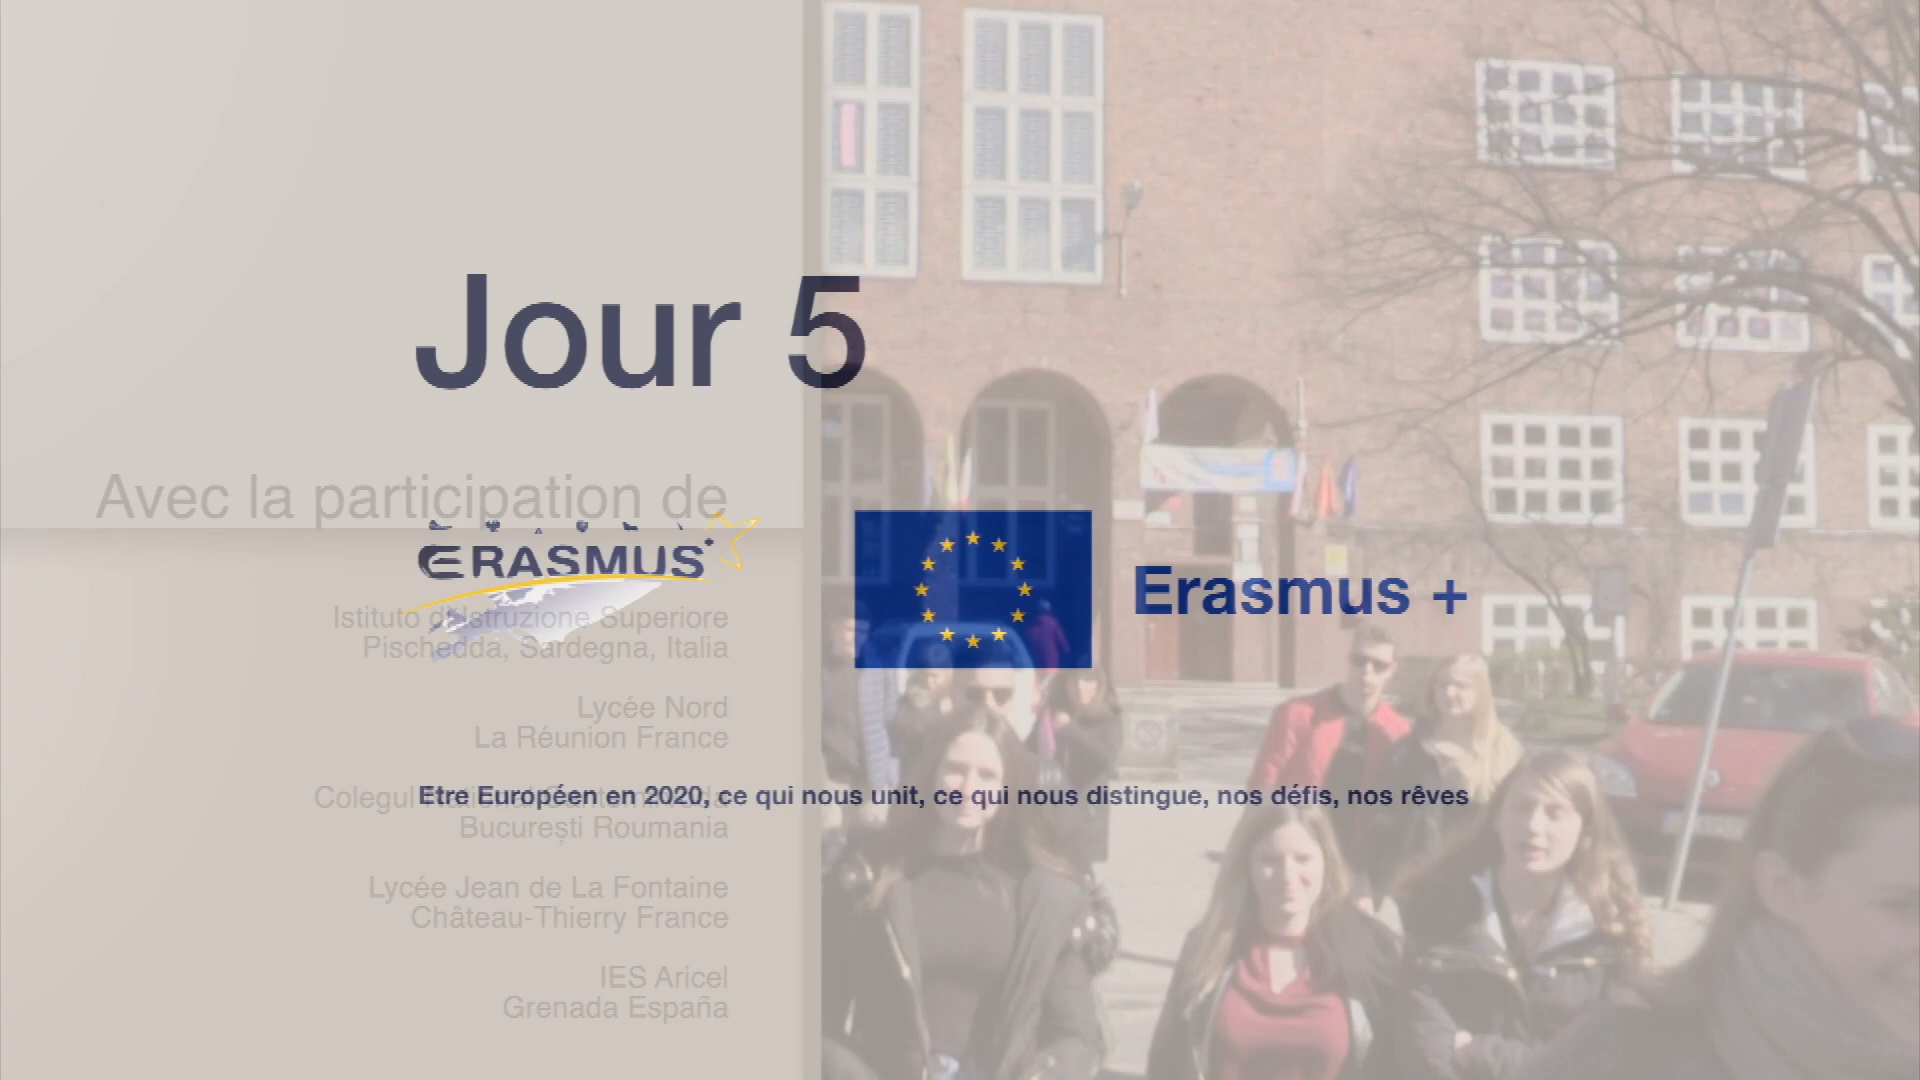 Jour 5
Avec la participation de
ERASMUS+
Erasmus +
Istituto d'Istruzione Superiore
Pischedda, Sardegna, Italia
Lycée Nord
La Réunion France
Etre Européen en 2020, ce qui nous unit, ce qui nous distingue, nos défis, nos rêves
Colegul National
București Roumania
Lycée Jean de La Fontaine
Château-Thierry France
IES Aricel
Grenada España